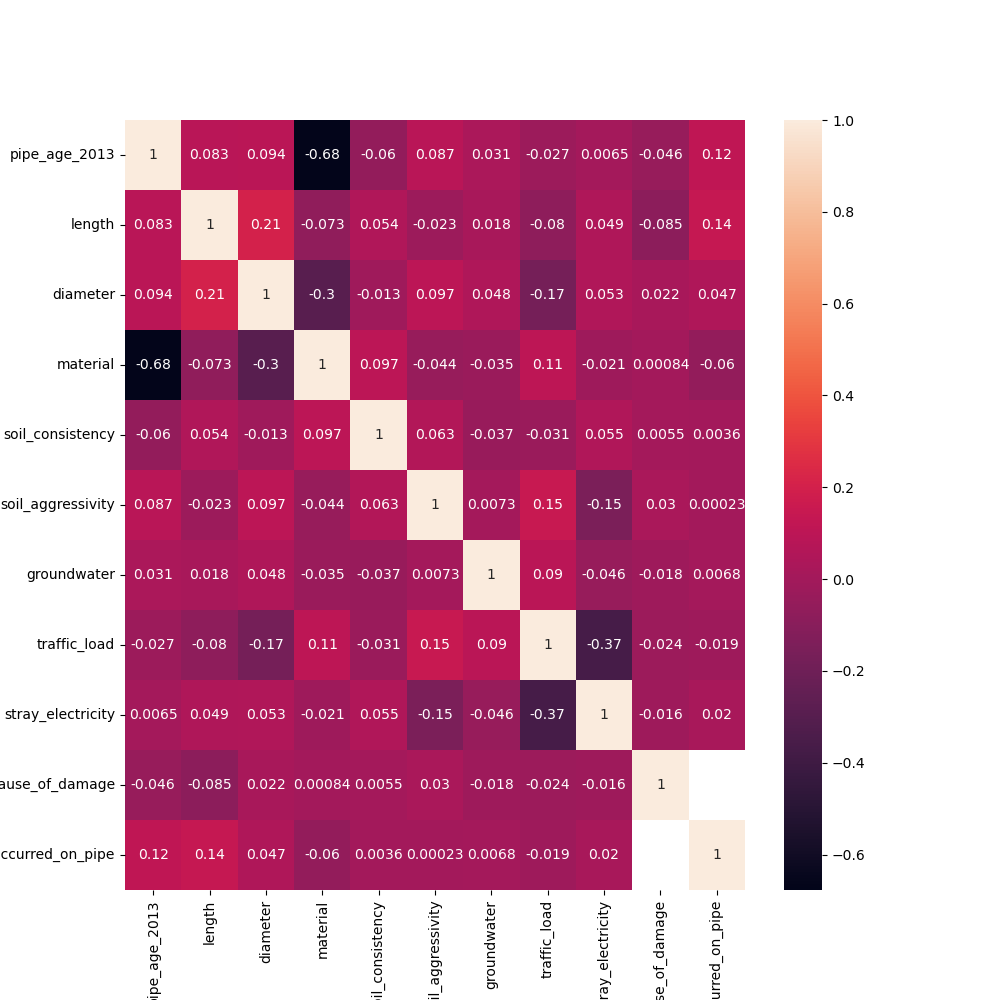 1.0
pipe_age_2013 1 0.083 0.094 -0.68 -0.06 0.087 0.031 -0.027 0.0065 -0.046 0.12
0.8
length 0.083 1 0.21 -0.073 0.054 -0.023 0.018 -0.08 0.049 -0.085 0.14
0.6
diameter 0.094 0.21 1 -0.3 -0.013 0.097 0.048 -0.17 0.053 0.022 0.047
material -0.68 -0.073 -0.3 1 0.097 -0.044 -0.035 0.11 -0.021 0.00084 -0.06
0.4
soil_consistency -0.06 0.054 -0.013 0.097 1 0.063 -0.037 -0.031 0.055 0.0055 0.0036
0.2
soil_aggressivity 0.087 -0.023 0.097 -0.044 0.063 1 0.0073 0.15 -0.15 0.03 0.00023
groundwater 0.031 0.018 0.048 -0.035 -0.037 0.0073 1 0.09 -0.046 -0.018 0.0068
0.0
traffic_load -0.027 -0.08 -0.17 0.11 -0.031 0.15 0.09 1 -0.37 -0.024 -0.019
−0.2
stray_electricity 0.0065 0.049 0.053 -0.021 0.055 -0.15 -0.046 -0.37 1 -0.016 0.02
−0.4
ause_of_damage -0.046 -0.085 0.022 0.00084 0.0055 0.03 -0.018 -0.024 -0.016 1
ccurred_on_pipe 0.12 0.14 0.047 -0.06 0.0036 0.00023 0.0068 -0.019 0.02 1
−0.6
pipe_age_2013
length
diameter
material
il_consistency
il_aggressivity
groundwater
traffic_load
ray_electricity
se_of_damage
urred_on_pipe